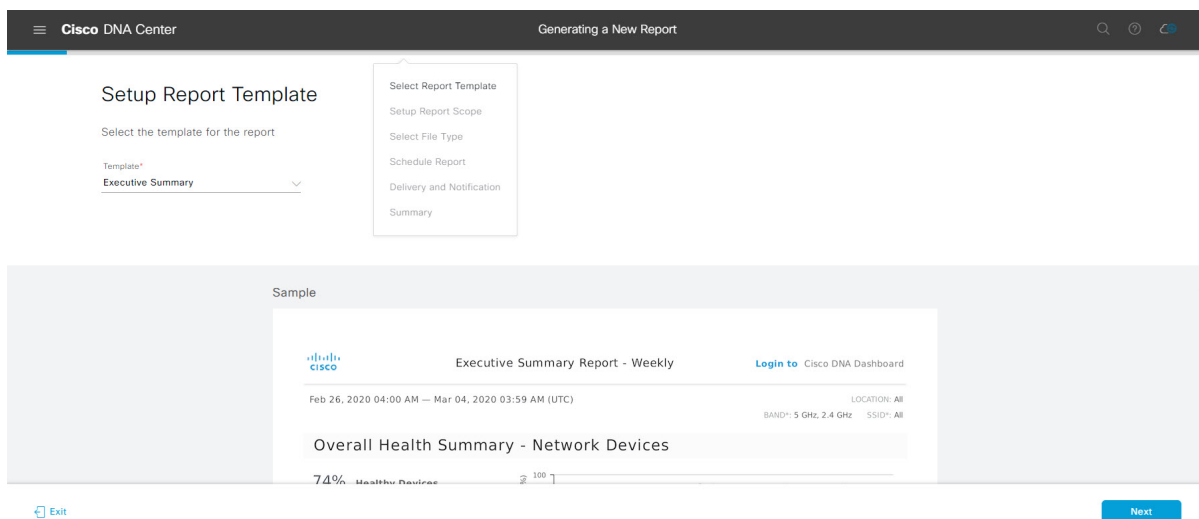 Cisco DNA Center
Generating a New Report
Setup Report Template
Select the template for the report
Template*
Executive Summary
Select Report Template
Setup Report Scope
Select File Type
Schedule Report
Delivery and Notification
Summary
Sample
CISCO
Executive Summary Report - Weekly
Login to Cisco DNA Dashboard
Feb 26, 2020 04:00 AM — Mar 04, 2020 03:59 AM (UTC)
LOCATION: All
BAND*: 5 GHz, 2.4 GHz SSID*: All
Overall Health Summary - Network Devices
74% Healthy Devices
100
Exit
Next